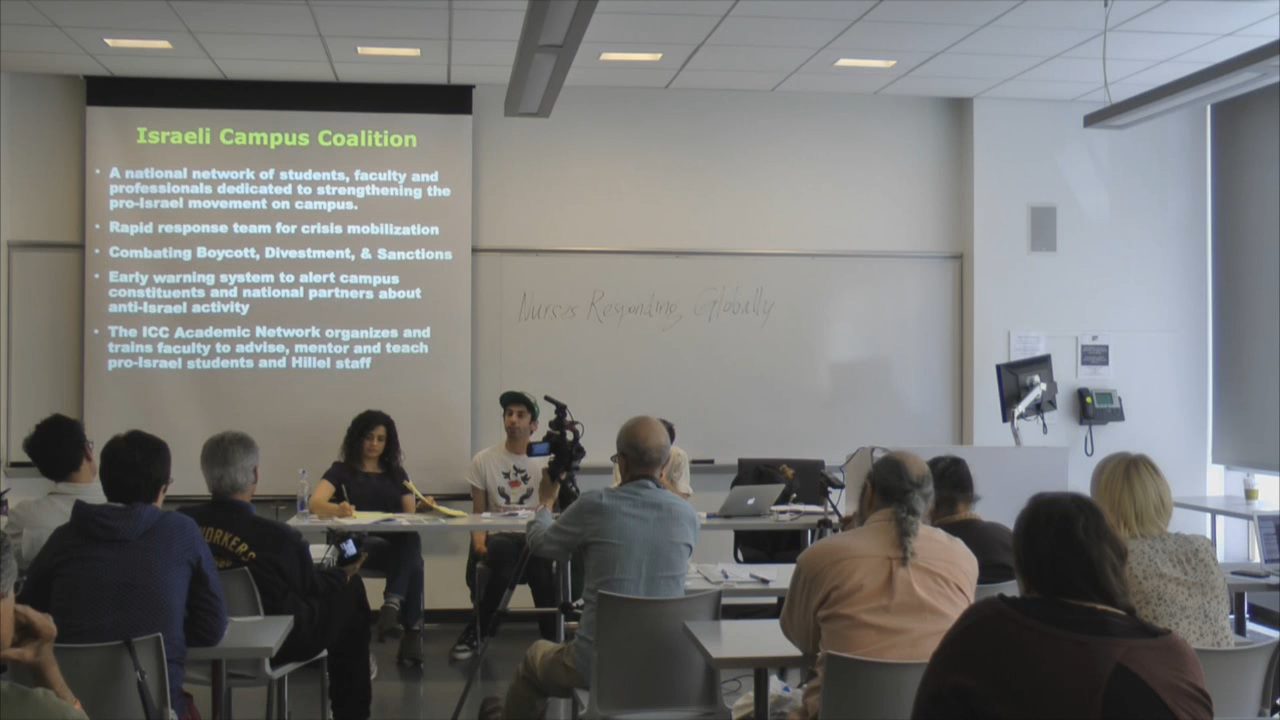 Israeli Campus Coalition
• A national network of students, faculty and
professionals dedicated to strengthening the
pro-Israel movement on campus.
• Rapid response team for crisis mobilization
• Combating Boycott, Divestment, & Sanctions
• Early warning system to alert campus
constituents and national partners about
anti-Israel activity
• The ICC Academic Network organizes and
trains faculty to advise, mentor and teach
pro-Israel students and Hillel staff
Nurses Responding Globally
WORKERS